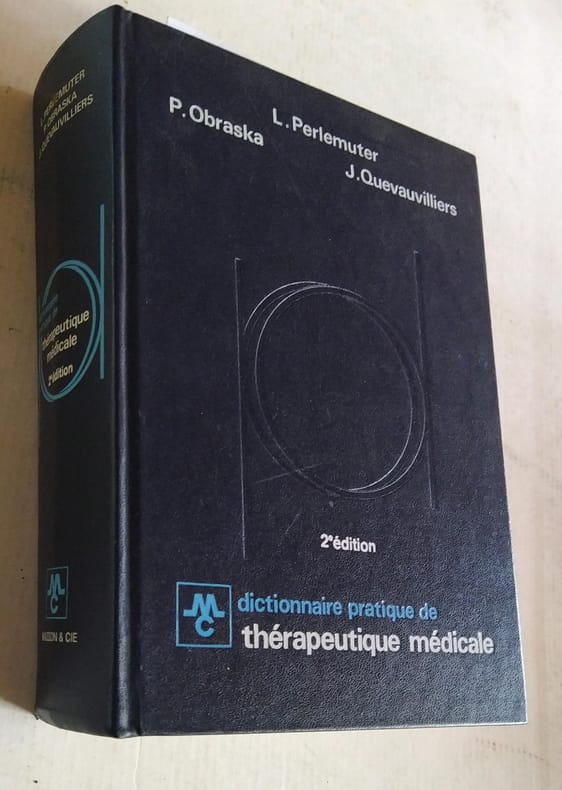 L. PERLEMUTER
P. OBRASKA
J. QUEVAUVILLIERS
thérapeutique
médicale
2e édition
MC
MASSON & CIE
L. Perlemuter
P. Obraska
J. Quevauvilliers
2e édition
MC
dictionnaire pratique de
thérapeutique médicale